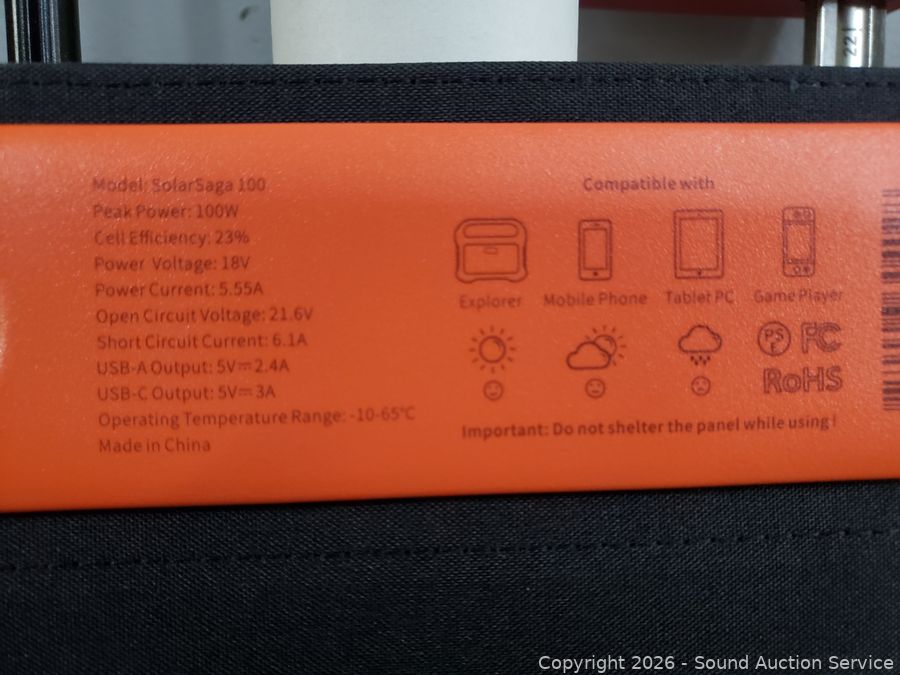 221
Model: SolarSaga 100
Peak Power: 100W
Cell Efficiency: 23%
Power Voltage: 18V
Power Current: 5.55A
Open Circuit Voltage: 21.6V
Short Circuit Current: 6.1A
USB-A Output: 5V⎓2.4A
USB-C Output: 5V⎓3A
Operating Temperature Range: -10-65℃
Made in China
Compatible with
Explorer Mobile Phone Tablet PC Game Player
PS E FC
RoHS
Important: Do not shelter the panel while using !
Copyright 2026 - Sound Auction Service